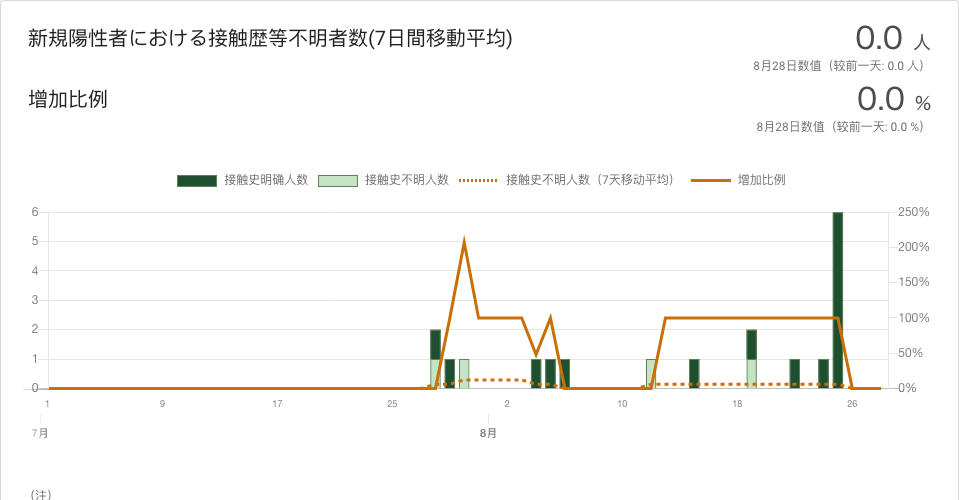 新規陽性者における接触歴等不明者数(7日間移動平均)
0.0 人
8月28日数值（较前一天: 0.0 人）
增加比例
0.0 %
8月28日数值（较前一天: 0.0 %）
接触史明确人数 接触史不明人数 接触史不明人数（7天移动平均） 增加比例
6 250%
5 200%
4 150%
3 100%
2 50%
1 0%
0
1 9 17 25 2 10 18 26
7月 8月
（注）